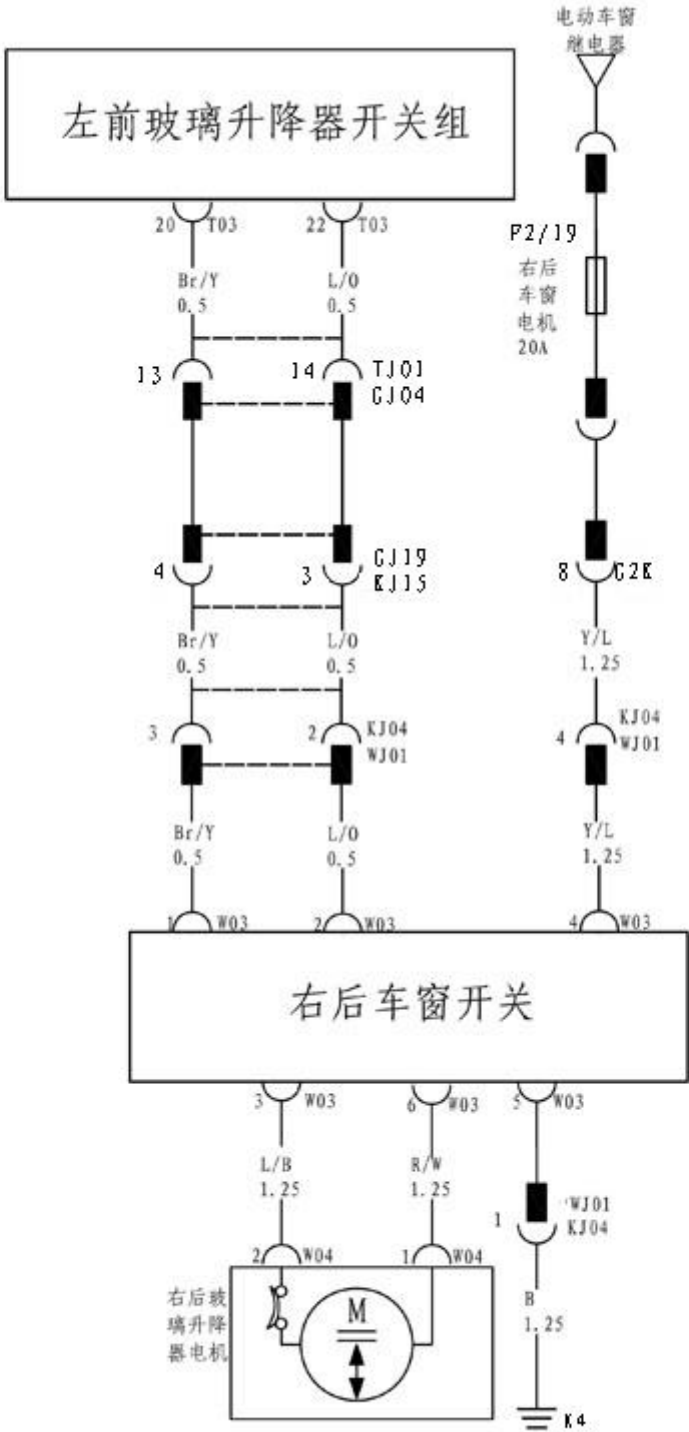 电动车窗
继电器
左前玻璃升降器开关组
20 T03 22 T03
F2/19
右后
车窗
电机
20A
Br/Y L/O
0.5 0.5
13 14 TJ01
GJ04
4 3 GJ19
KJ15
8 G2K
Br/Y L/O Y/L
0.5 0.5 1.25
3 2 KJ04 4 KJ04
WJ01 WJ01
Br/Y L/O Y/L
0.5 0.5 1.25
1 W03 2 W03 4 W03
右后车窗开关
3 W03 6 W03 5 W03
L/B R/W
1.25 1.25
1 WJ01
KJ04
2 W04 1 W04
右后玻
璃升降
器电机
M
B
1.25
K4